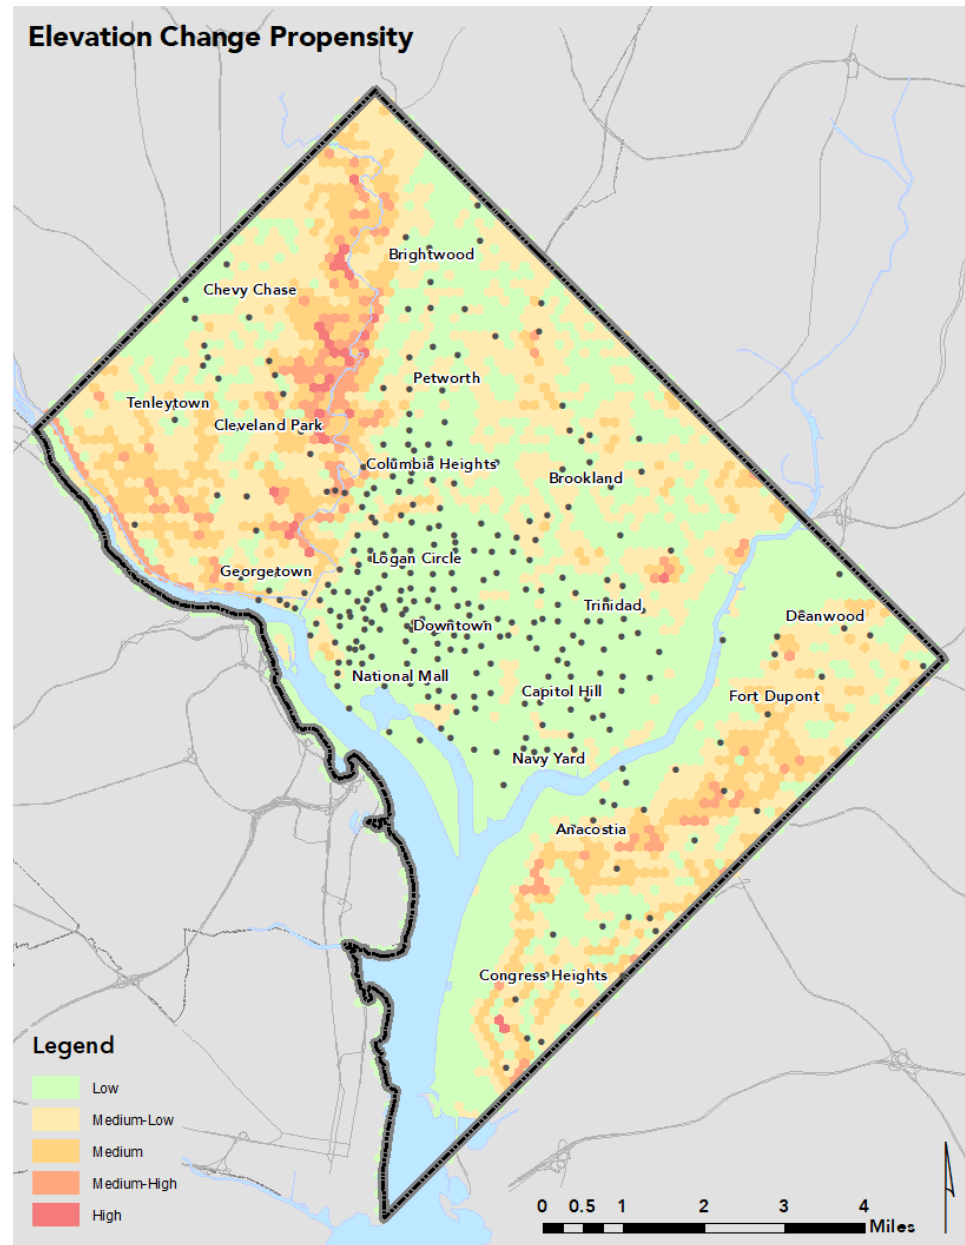 Elevation Change Propensity
Brightwood
Chevy Chase
Petworth
Tenleytown
Cleveland Park
Columbia Heights
Brookland
Logan Circle
Georgetown
Trinidad
Deanwood
Downtown
National Mall
Capitol Hill
Fort Dupont
Navy Yard
Anacostia
Congress Heights
Legend
Low
Medium-Low
Medium
Medium-High
High
0 0.5 1 2 3 4
Miles